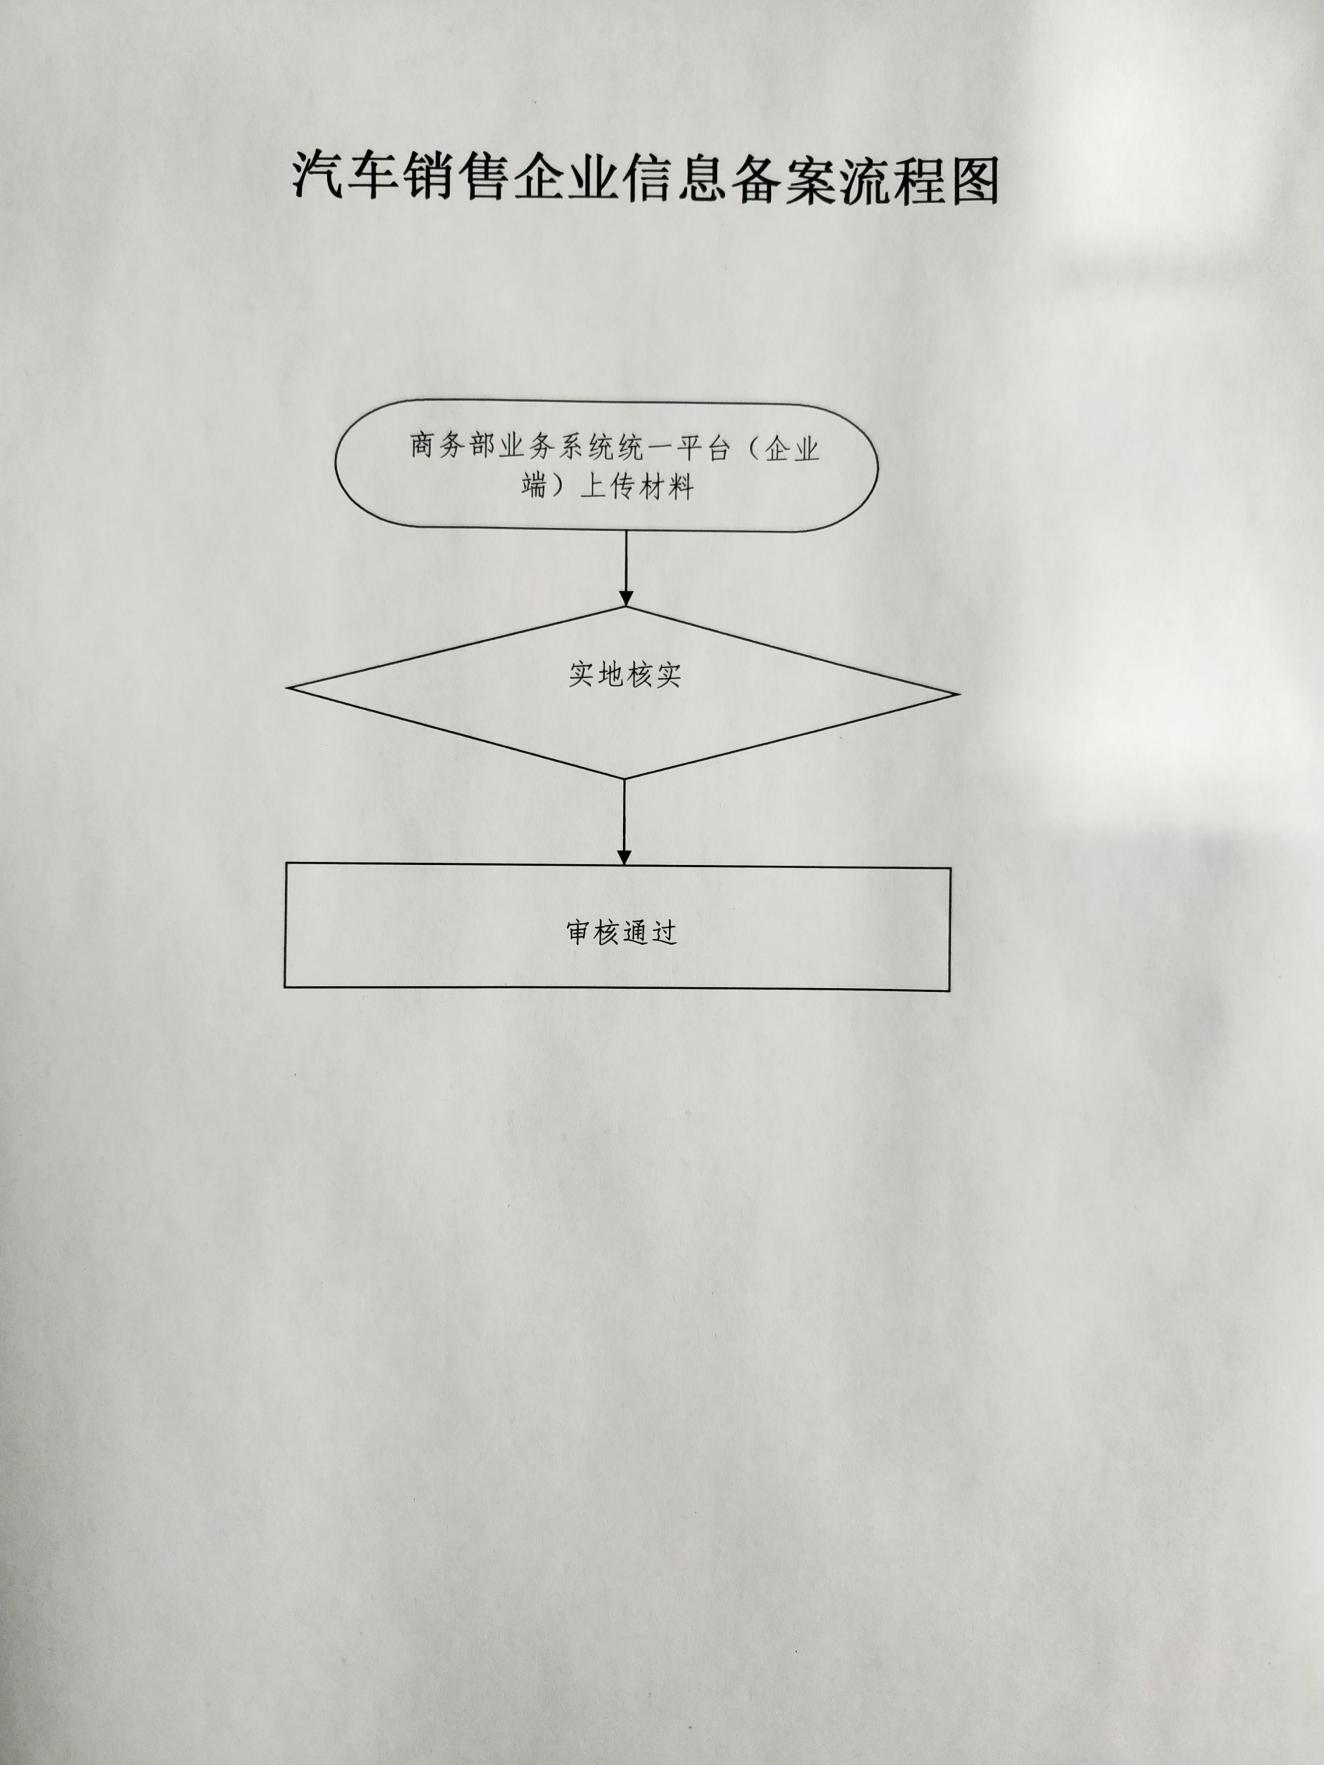 汽车销售企业信息备案流程图
商务部业务系统统一平台（企业
端）上传材料
实地核实
审核通过